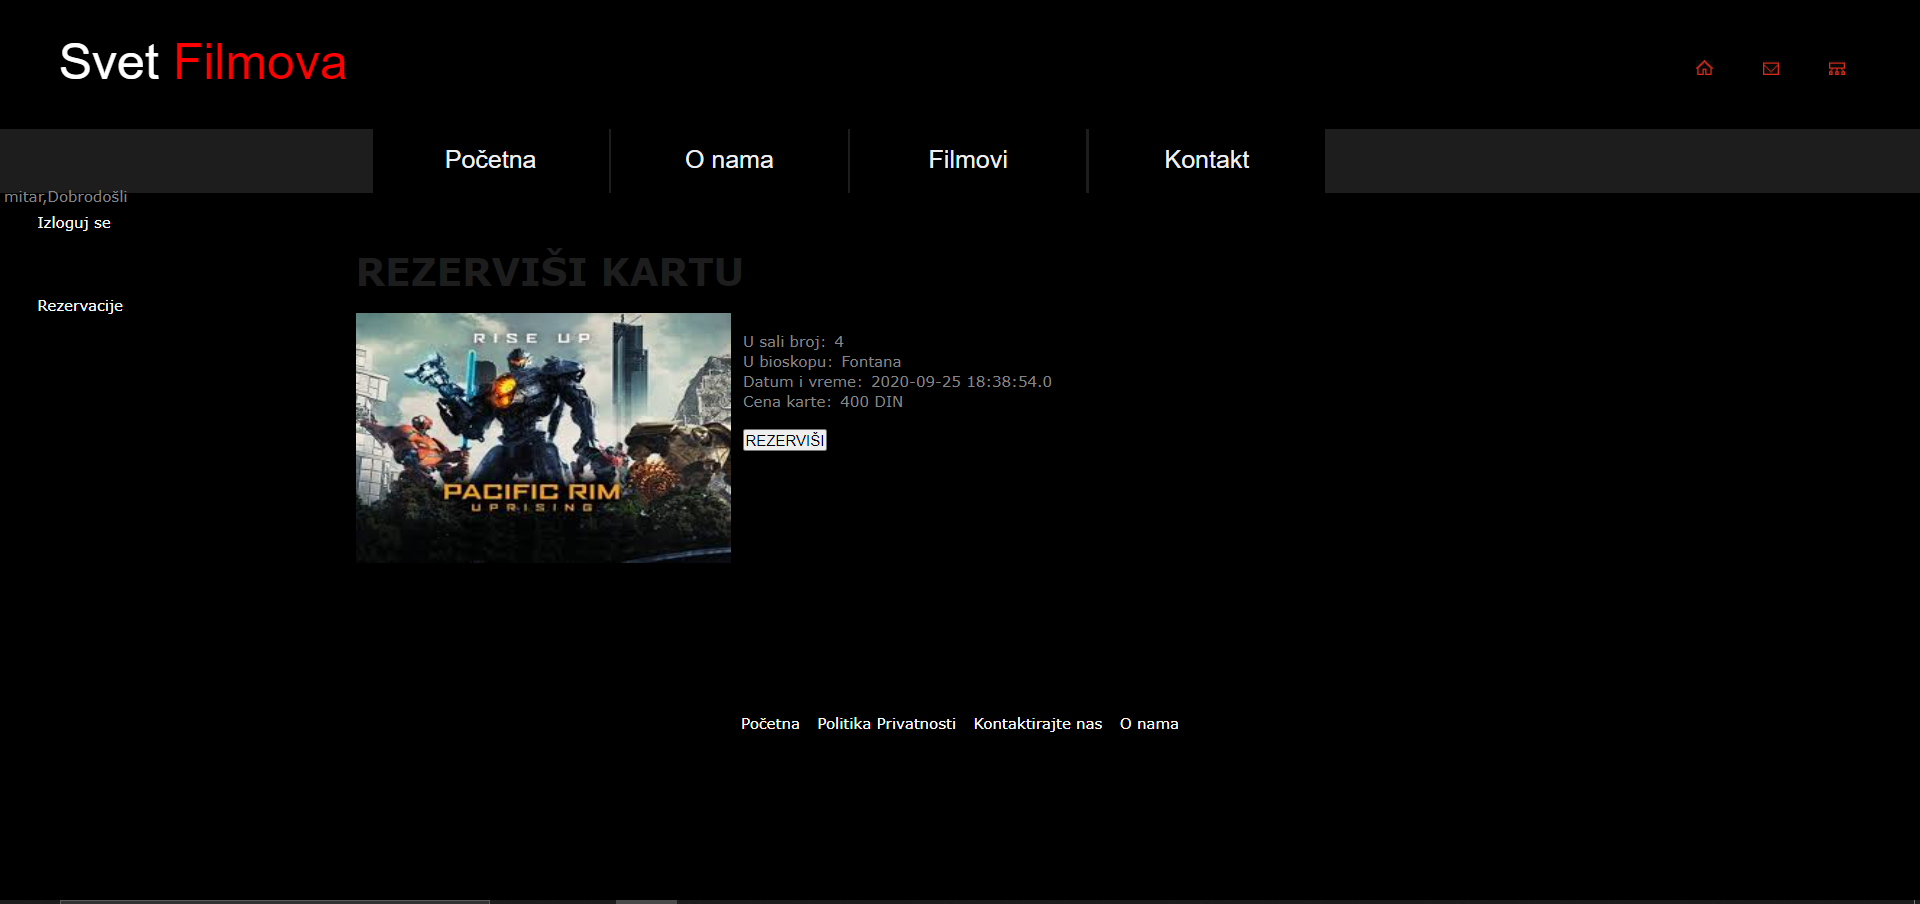 Svet Filmova
Početna
O nama
Filmovi
Kontakt
mitar,Dobrodošli
Izloguj se
Rezervacije
REZERVIŠI KARTU
RISE UP
PACIFIC RIM
UPRISING
U sali broj: 4
U bioskopu: Fontana
Datum i vreme: 2020-09-25 18:38:54.0
Cena karte: 400 DIN
REZERVIŠI
Početna Politika Privatnosti Kontaktirajte nas O nama